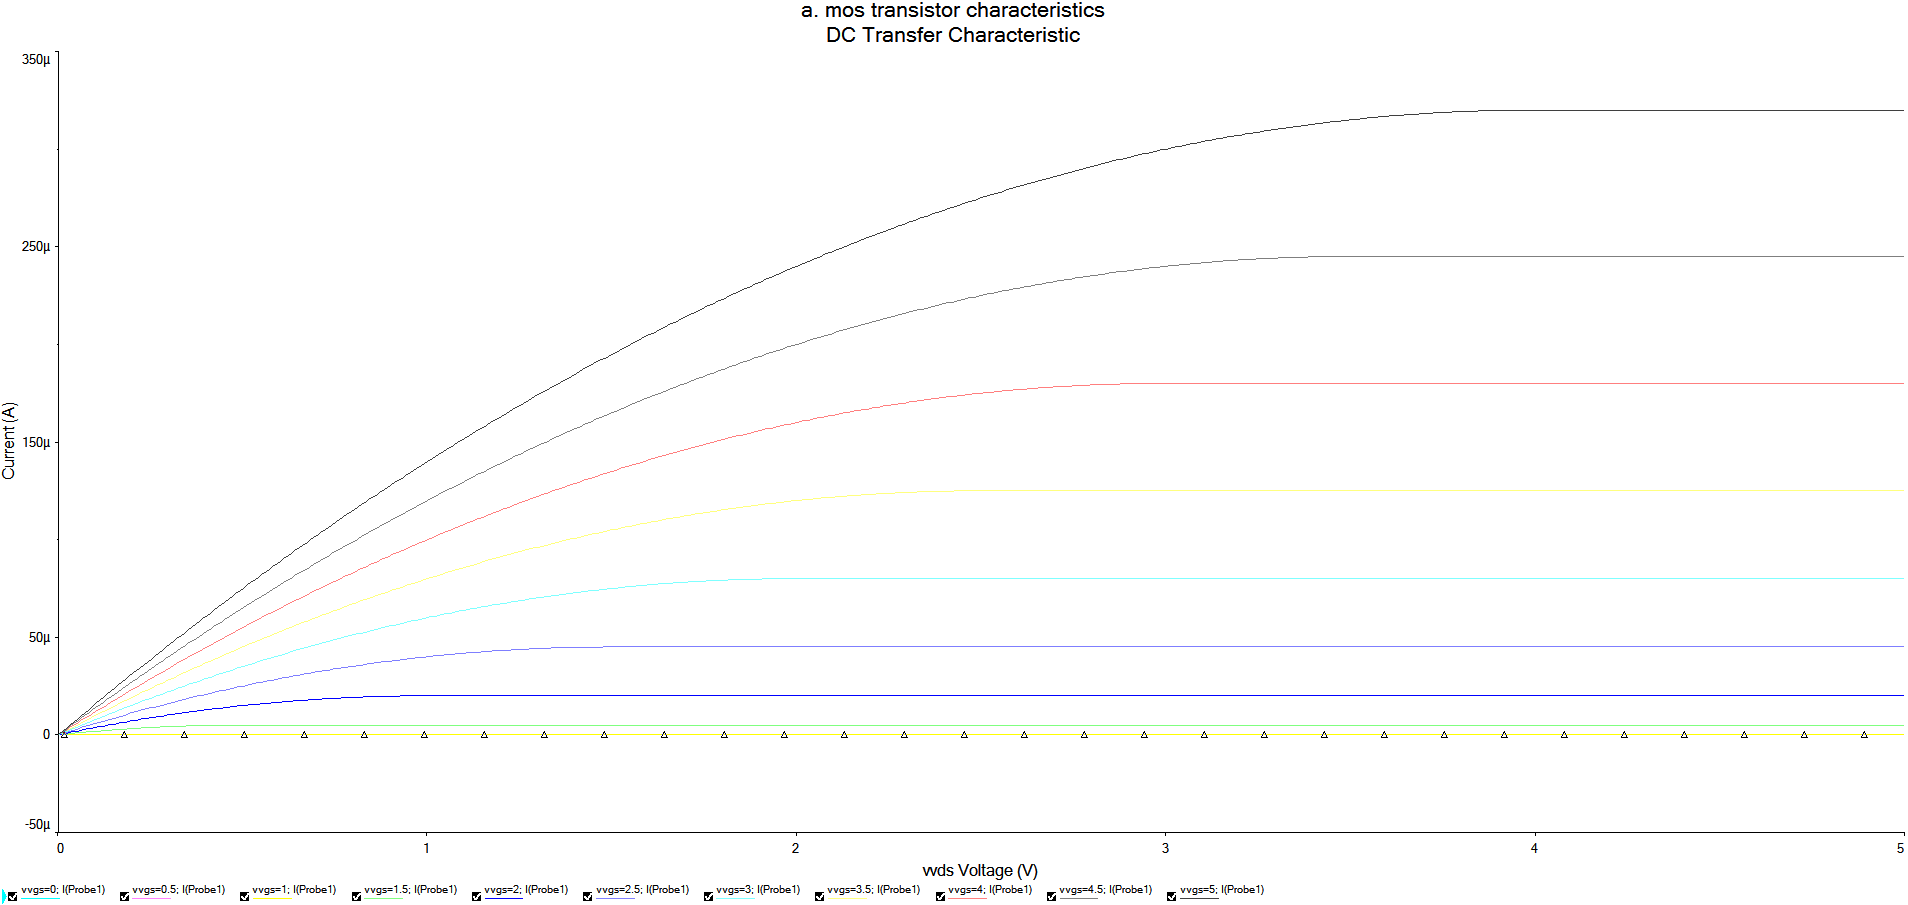 a. mos transistor characteristics
DC Transfer Characteristic
350µ
250µ
150µ
50µ
0
-50µ
Current (A)
0 1 2 3 4 5
vvds Voltage (V)
vvgs=0; I(Probe1) vvgs=0.5; I(Probe1) vvgs=1; I(Probe1) vvgs=1.5; I(Probe1) vvgs=2; I(Probe1) vvgs=2.5; I(Probe1) vvgs=3; I(Probe1) vvgs=3.5; I(Probe1) vvgs=4; I(Probe1) vvgs=4.5; I(Probe1) vvgs=5; I(Probe1)